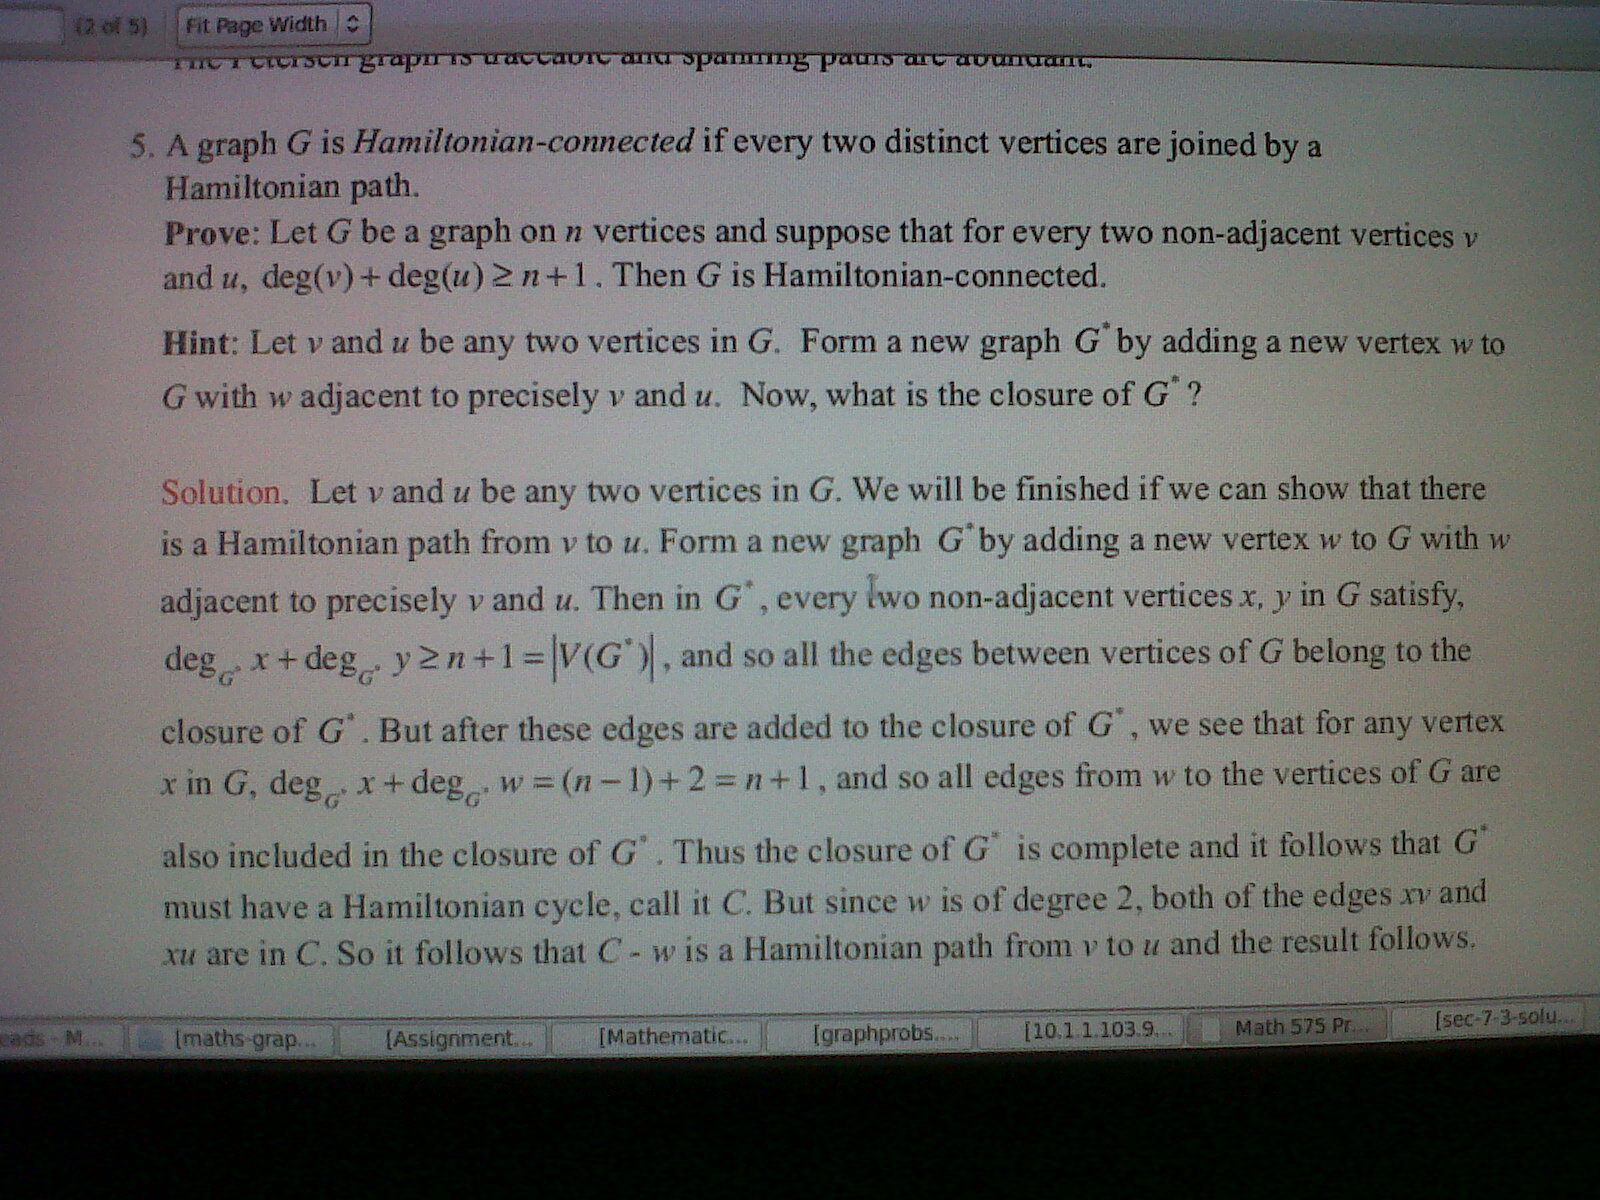 (2 of 5) Fit Page Width
The Petersen graph is traceable and spanning paths are abundant.
5. A graph G is Hamiltonian-connected if every two distinct vertices are joined by a
Hamiltonian path.
Prove: Let G be a graph on n vertices and suppose that for every two non-adjacent vertices v
and u, deg(v) + deg(u) ≥ n + 1 . Then G is Hamiltonian-connected.
Hint: Let v and u be any two vertices in G. Form a new graph G* by adding a new vertex w to
G with w adjacent to precisely v and u. Now, what is the closure of G* ?
Solution. Let v and u be any two vertices in G. We will be finished if we can show that there
is a Hamiltonian path from v to u. Form a new graph G* by adding a new vertex w to G with w
adjacent to precisely v and u. Then in G* , every two non-adjacent vertices x, y in G satisfy,
deg_G* x + deg_G* y ≥ n + 1 = |V(G*)| , and so all the edges between vertices of G belong to the
closure of G* . But after these edges are added to the closure of G* , we see that for any vertex
x in G, deg_G* x + deg_G* w = (n − 1) + 2 = n + 1 , and so all edges from w to the vertices of G are
also included in the closure of G* . Thus the closure of G* is complete and it follows that G*
must have a Hamiltonian cycle, call it C. But since w is of degree 2, both of the edges xv and
xu are in C. So it follows that C - w is a Hamiltonian path from v to u and the result follows.
eads - M... [maths-grap... [Assignment... [Mathematic... [graphprobs.... [10.1.1.103.9... Math 575 Pr... [sec-7-3-solu...